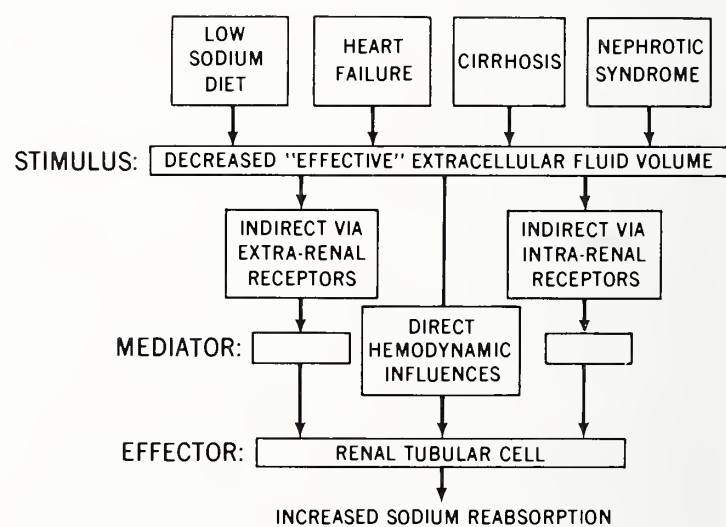 LOW
SODIUM
DIET
HEART
FAILURE
CIRRHOSIS
NEPHROTIC
SYNDROME
STIMULUS: DECREASED "EFFECTIVE" EXTRACELLULAR FLUID VOLUME
INDIRECT VIA
EXTRA-RENAL
RECEPTORS
INDIRECT VIA
INTRA-RENAL
RECEPTORS
MEDIATOR:
DIRECT
HEMODYNAMIC
INFLUENCES
EFFECTOR: RENAL TUBULAR CELL
INCREASED SODIUM REABSORPTION